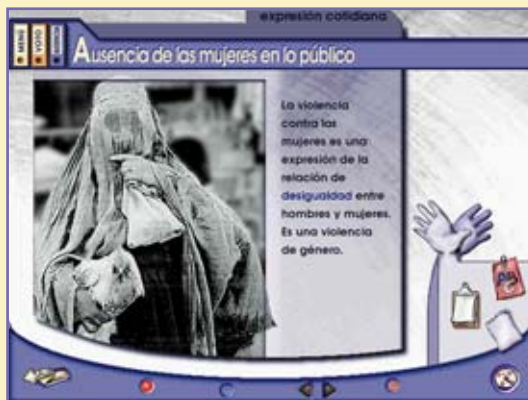 expresión cotidiana
MENÚ
VOTO
Ausencia de las mujeres en lo público
La violencia
contra las
mujeres es una
expresión de la
relación de
desigualdad entre
hombres y mujeres.
Es una violencia
de género.